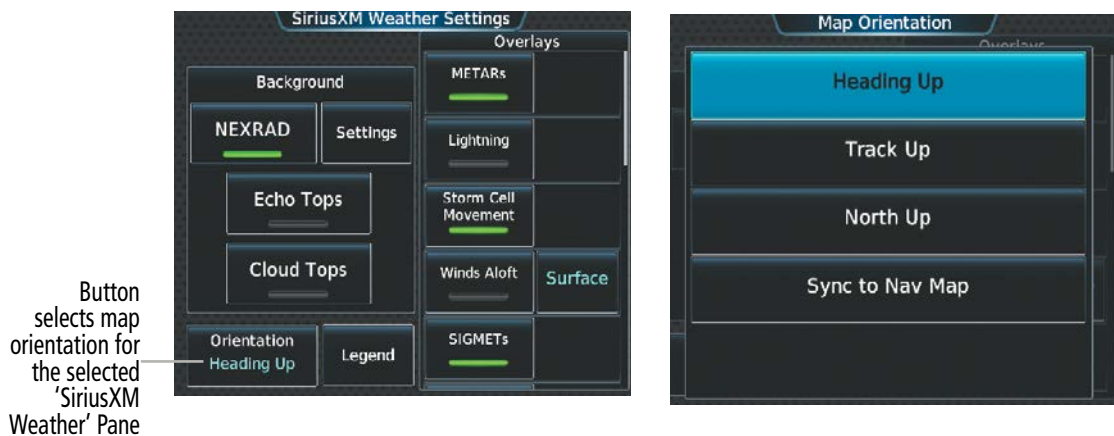 SiriusXM Weather Settings
Background
NEXRAD
Settings
Echo Tops
Cloud Tops
Orientation
Heading Up
Legend
Overlays
METARs
Lightning
Storm Cell
Movement
Winds Aloft
Surface
SIGMETs
Button
selects map
orientation for
the selected
‘SiriusXM
Weather’ Pane
Map Orientation
Overlays
Heading Up
Track Up
North Up
Sync to Nav Map